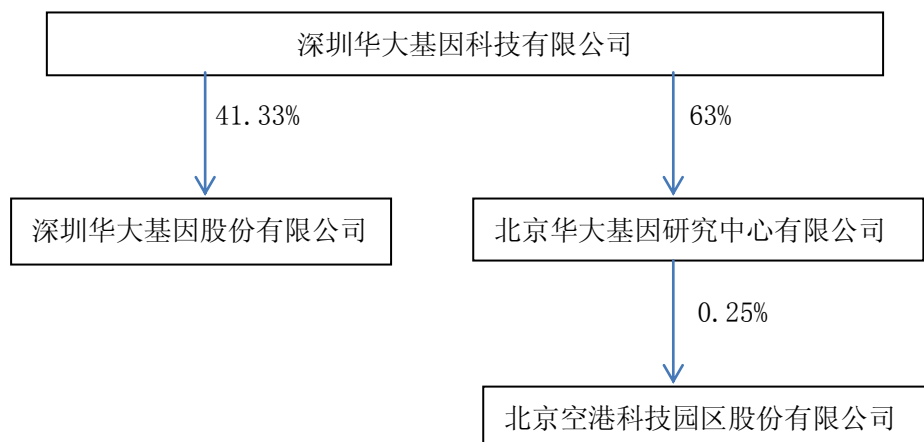 深圳华大基因科技有限公司
41.33%
63%
深圳华大基因股份有限公司
北京华大基因研究中心有限公司
0.25%
北京空港科技园区股份有限公司